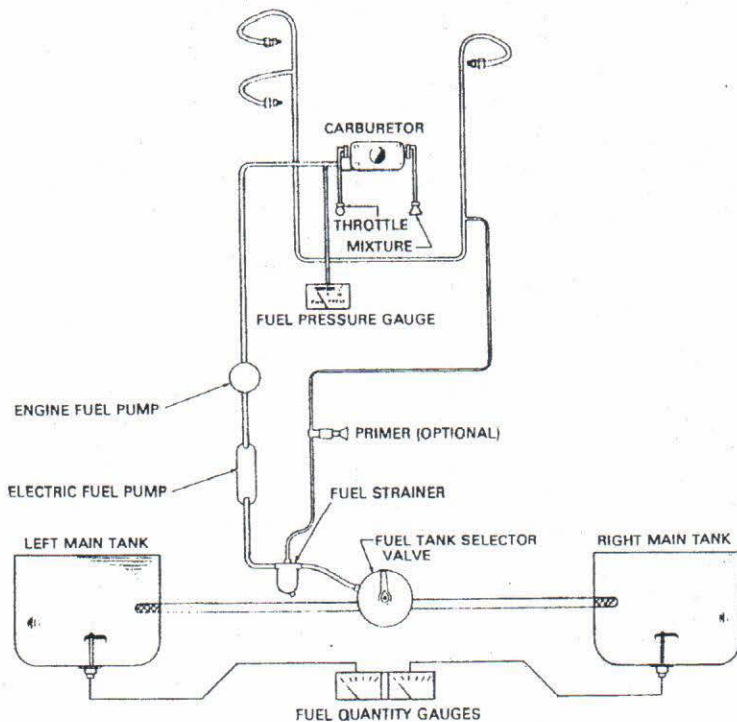 CARBURETOR
THROTTLE
MIXTURE
FUEL PRESSURE GAUGE
ENGINE FUEL PUMP
PRIMER (OPTIONAL)
ELECTRIC FUEL PUMP
FUEL STRAINER
LEFT MAIN TANK
FUEL TANK SELECTOR
VALVE
RIGHT MAIN TANK
FUEL QUANTITY GAUGES